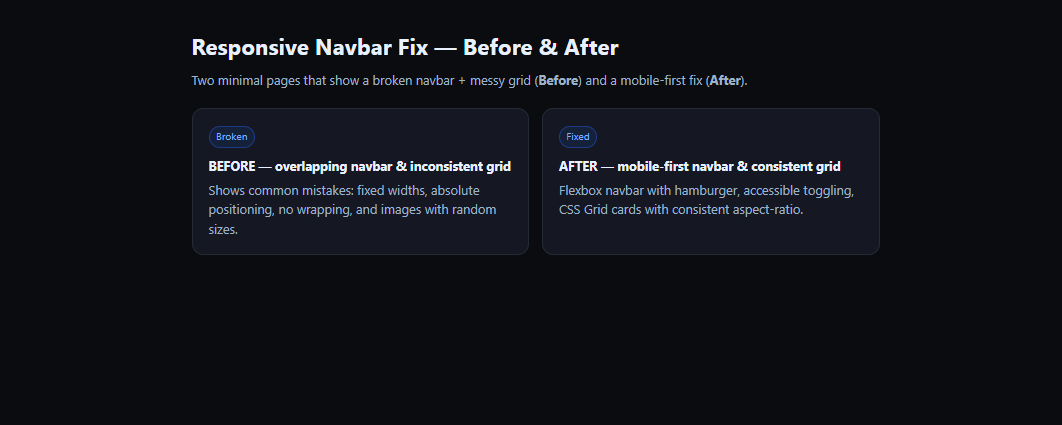 Responsive Navbar Fix — Before & After
Two minimal pages that show a broken navbar + messy grid (Before) and a mobile-first fix (After).
Broken
BEFORE — overlapping navbar & inconsistent grid
Shows common mistakes: fixed widths, absolute
positioning, no wrapping, and images with random
sizes.
Fixed
AFTER — mobile-first navbar & consistent grid
Flexbox navbar with hamburger, accessible toggling,
CSS Grid cards with consistent aspect-ratio.